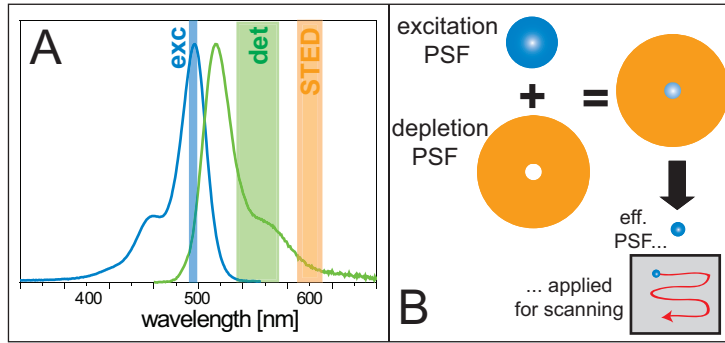 A
exc
det
STED
400
500
600
wavelength [nm]
excitation
PSF
+
=
depletion
PSF
eff.
PSF...
... applied
for scanning
B